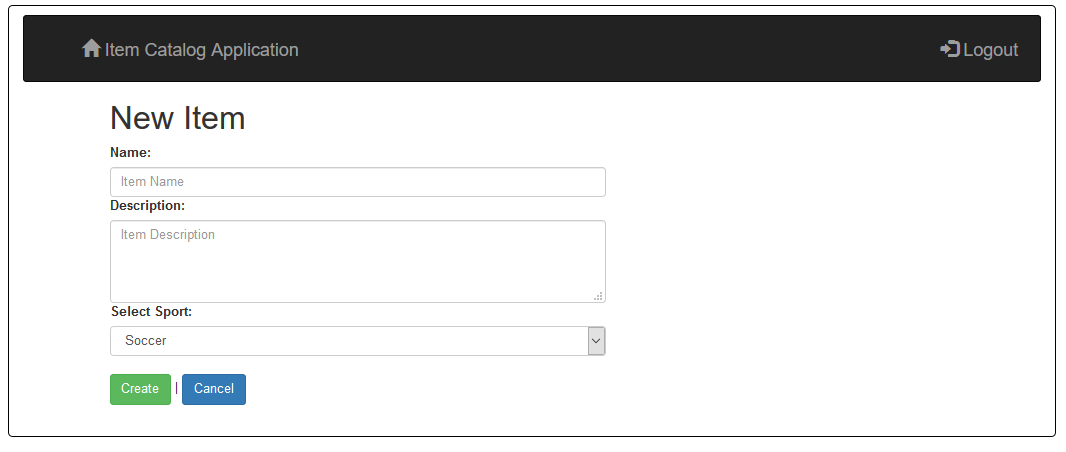 Item Catalog Application Logout
New Item
Name:
Item Name
Description:
Item Description
Select Sport:
Soccer
Create | Cancel